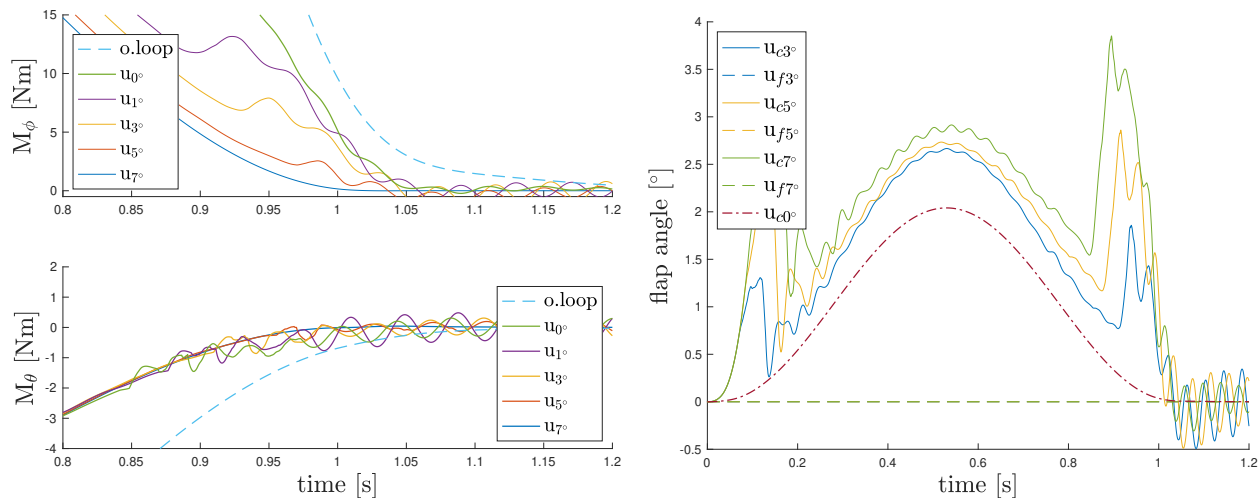 15
10
5
0
M_ϕ [Nm]
o.loop
u_0°
u_1°
u_3°
u_5°
u_7°
0.8 0.85 0.9 0.95 1 1.05 1.1 1.15 1.2
2
1
0
-1
-2
-3
-4
M_θ [Nm]
o.loop
u_0°
u_1°
u_3°
u_5°
u_7°
0.8 0.85 0.9 0.95 1 1.05 1.1 1.15 1.2
time [s]
4
3.5
3
2.5
2
1.5
1
0.5
0
-0.5
flap angle [°]
u_c3°
u_f3°
u_c5°
u_f5°
u_c7°
u_f7°
u_c0°
0 0.2 0.4 0.6 0.8 1 1.2
time [s]